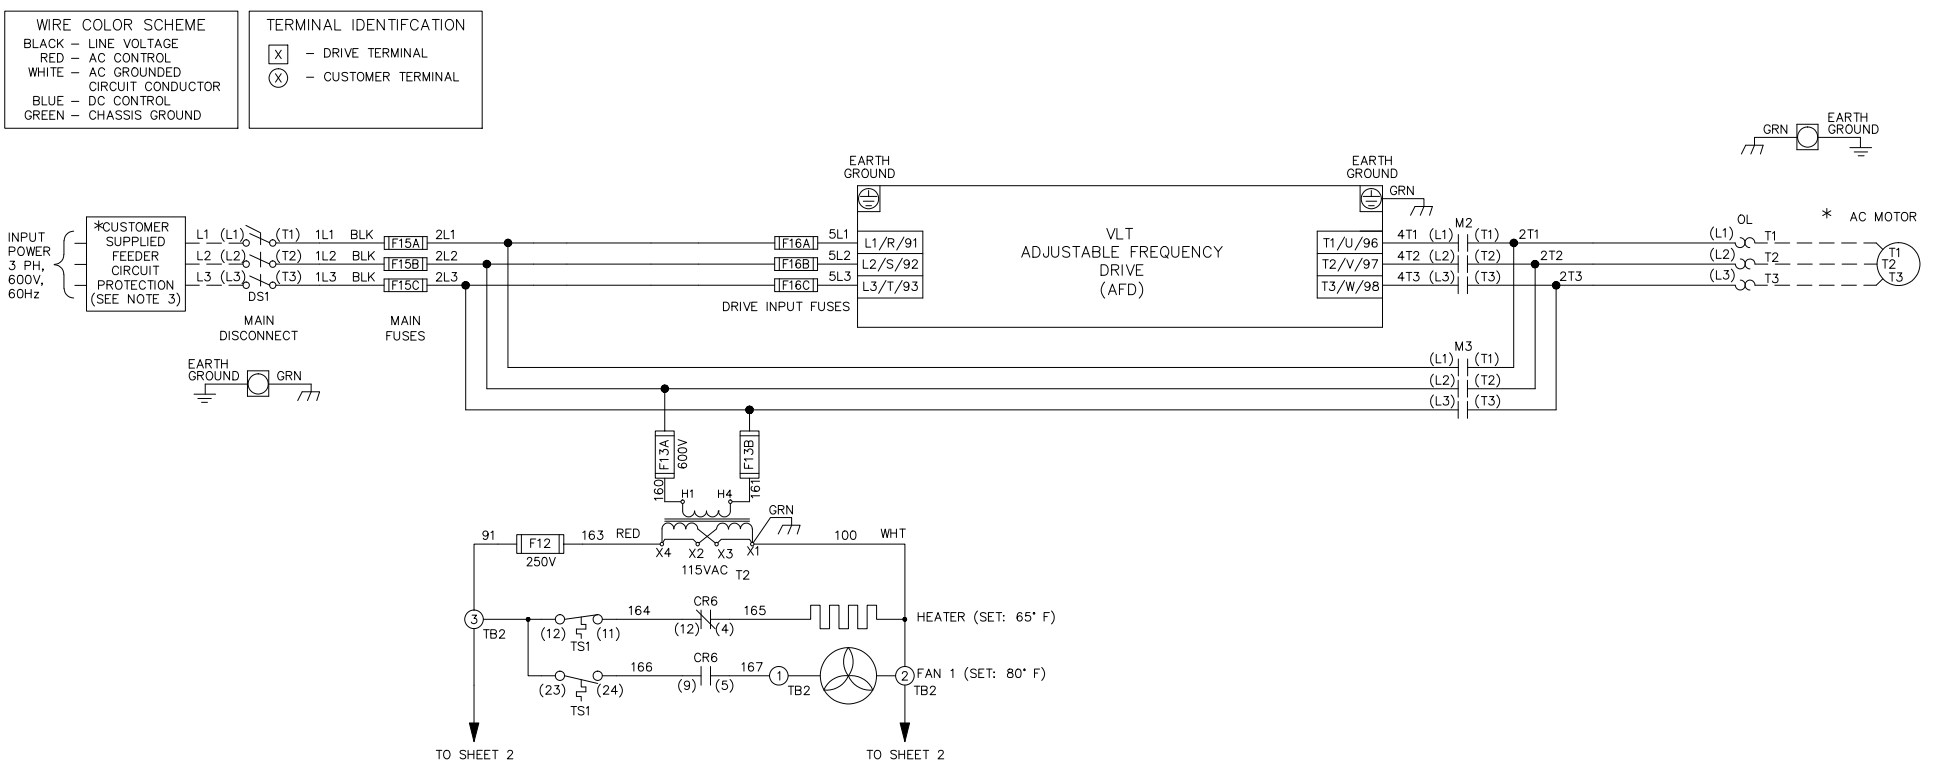 WIRE COLOR SCHEME
BLACK – LINE VOLTAGE
RED – AC CONTROL
WHITE – AC GROUNDED
CIRCUIT CONDUCTOR
BLUE – DC CONTROL
GREEN – CHASSIS GROUND
TERMINAL IDENTIFCATION
X – DRIVE TERMINAL
X – CUSTOMER TERMINAL
GRN
EARTH
GROUND
EARTH
GROUND
EARTH
GROUND
GRN
INPUT
POWER
3 PH,
600V,
60Hz
*CUSTOMER
SUPPLIED
FEEDER
CIRCUIT
PROTECTION
(SEE NOTE 3)
L1 (L1) (T1) 1L1 BLK F15A 2L1
L2 (L2) (T2) 1L2 BLK F15B 2L2
L3 (L3) (T3) 1L3 BLK F15C 2L3
DS1
MAIN
DISCONNECT
MAIN
FUSES
F16A 5L1 L1/R/91
F16B 5L2 L2/S/92
F16C 5L3 L3/T/93
DRIVE INPUT FUSES
VLT
ADJUSTABLE FREQUENCY
DRIVE
(AFD)
M2
T1/U/96 4T1 (L1) (T1) 2T1
T2/V/97 4T2 (L2) (T2) 2T2
T3/W/98 4T3 (L3) (T3) 2T3
OL
(L1) T1
(L2) T2
(L3) T3
* AC MOTOR
T1
T2
T3
M3
(L1) (T1)
(L2) (T2)
(L3) (T3)
EARTH
GROUND
GRN
F13A
600V
F13B
160
161
H1 H4
GRN
91 F12 163 RED
250V
X4 X2 X3 X1
100 WHT
115VAC T2
3
TB2
(12) (11)
TS1
164
CR6
(12) (4)
165
HEATER (SET: 65° F)
(23) (24)
TS1
166
CR6
(9) (5)
167
1
TB2
2
TB2
FAN 1 (SET: 80° F)
TO SHEET 2
TO SHEET 2